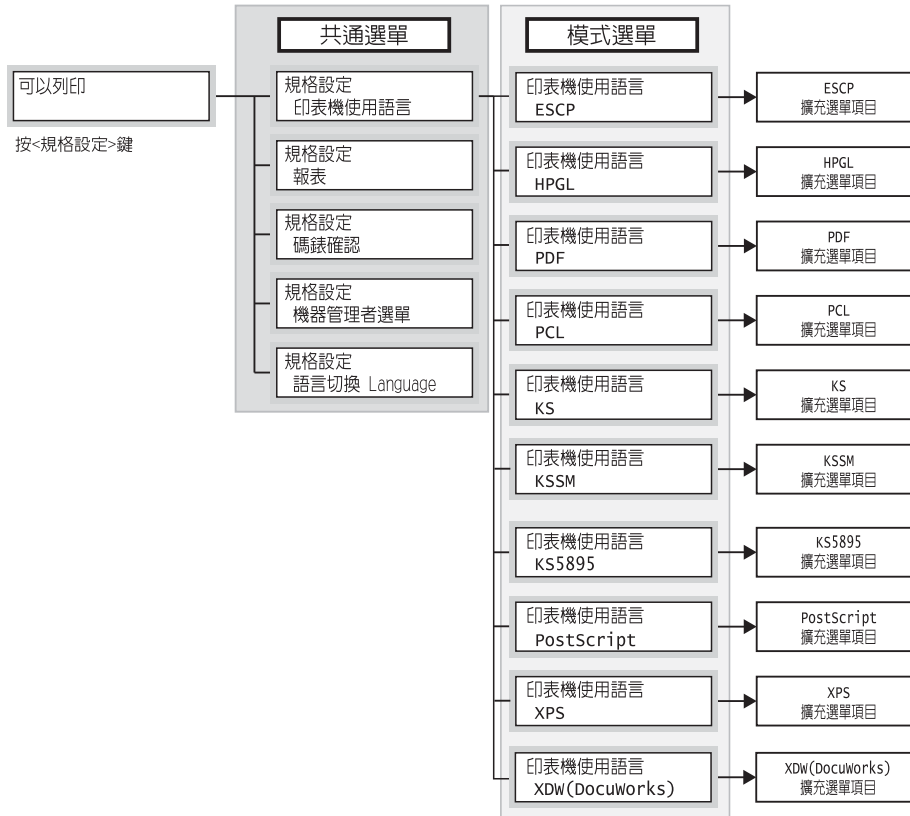 共通選單
模式選單
可以列印
按<規格設定>鍵
規格設定
印表機使用語言
規格設定
報表
規格設定
碼錶確認
規格設定
機器管理者選單
規格設定
語言切換 Language
印表機使用語言
ESCP
印表機使用語言
HPGL
印表機使用語言
PDF
印表機使用語言
PCL
印表機使用語言
KS
印表機使用語言
KSSM
印表機使用語言
KS5895
印表機使用語言
PostScript
印表機使用語言
XPS
印表機使用語言
XDW(DocuWorks)
ESCP
擴充選單項目
HPGL
擴充選單項目
PDF
擴充選單項目
PCL
擴充選單項目
KS
擴充選單項目
KSSM
擴充選單項目
KS5895
擴充選單項目
PostScript
擴充選單項目
XPS
擴充選單項目
XDW(DocuWorks)
擴充選單項目